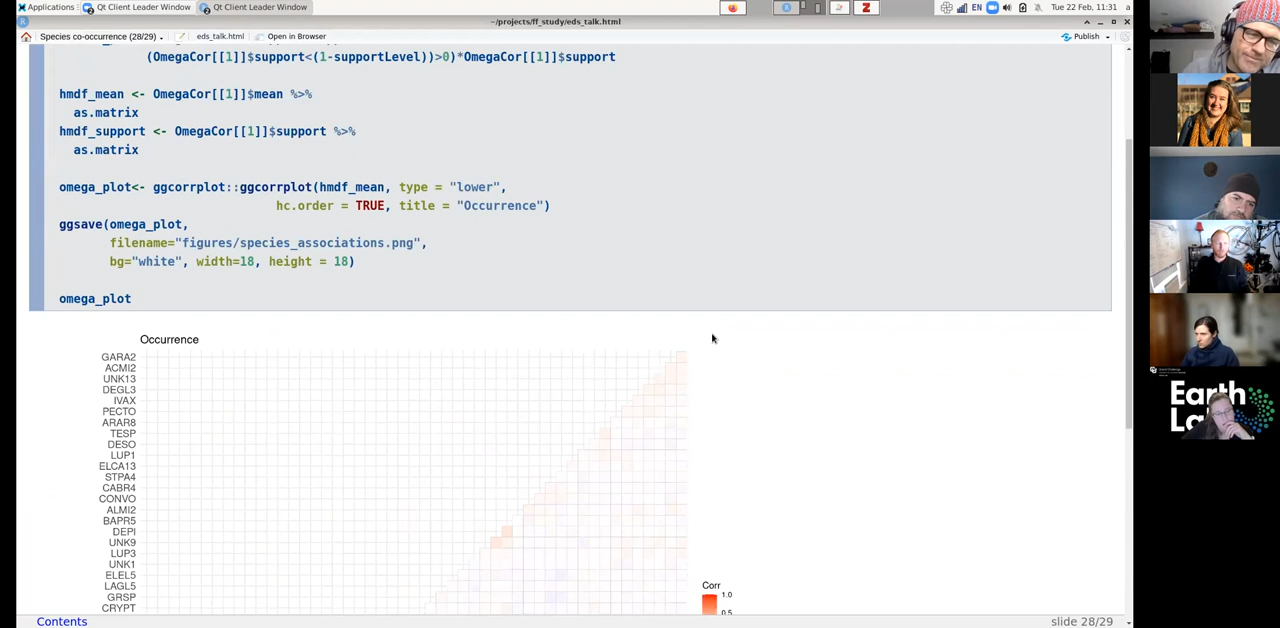 Applications
Qt Client Leader Window
Qt Client Leader Window
EN
Tue 22 Feb, 11:31
a
~/projects/ff_study/eds_talk.html
Species co-occurrence (28/29)
eds_talk.html
Open in Browser
Publish
(OmegaCor[[1]]$support<(1-supportLevel))>0)*OmegaCor[[1]]$support
hmdf_mean <- OmegaCor[[1]]$mean %>%
as.matrix
hmdf_support <- OmegaCor[[1]]$support %>%
as.matrix
omega_plot<- ggcorrplot::ggcorrplot(hmdf_mean, type = "lower",
hc.order = TRUE, title = "Occurrence")
ggsave(omega_plot,
filename="figures/species_associations.png",
bg="white", width=18, height = 18)
omega_plot
Occurrence
GARA2
ACMI2
UNK13
DEGL3
IVAX
PECTO
ARAR8
TESP
DESO
LUP1
ELCA13
STPA4
CABR4
CONVO
ALMI2
BAPR5
DEPI
UNK9
LUP3
UNK1
ELEL5
LAGL5
GRSP
CRYPT
Corr
1.0
0.5
Contents
slide 28/29
Earth